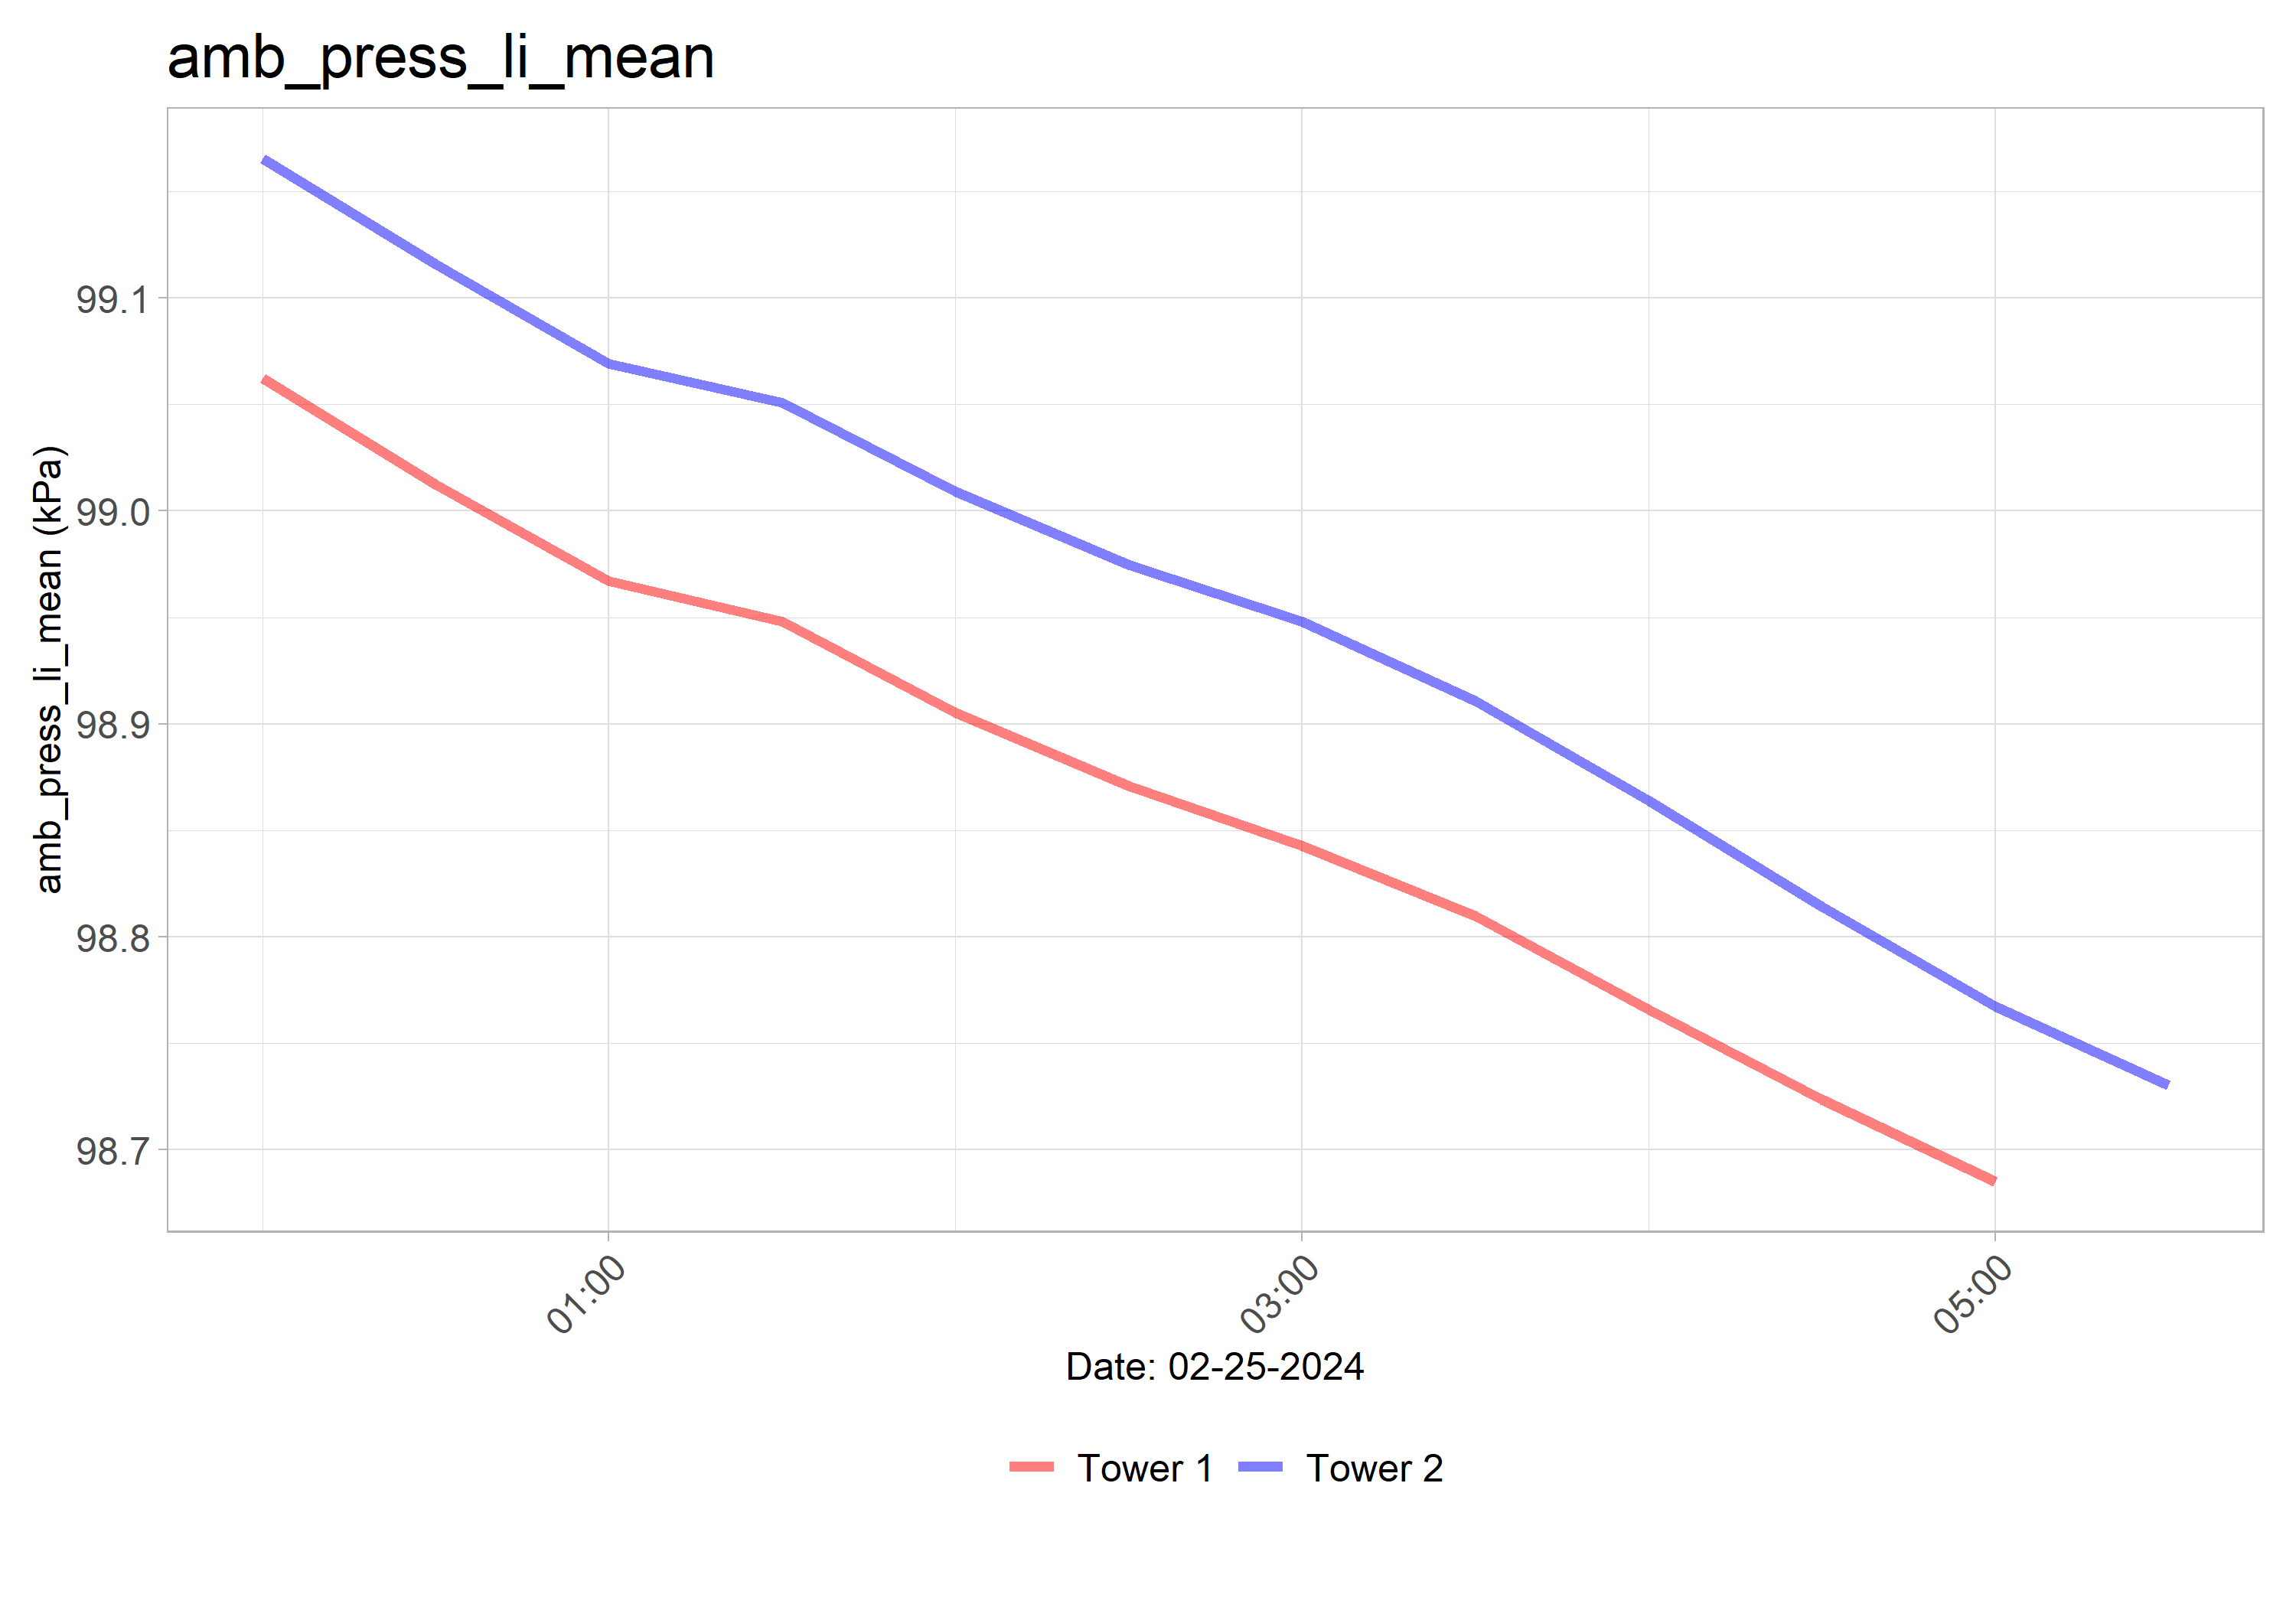 amb_press_li_mean
amb_press_li_mean (kPa)
99.1
99.0
98.9
98.8
98.7
01:00
03:00
05:00
Date: 02-25-2024
Tower 1
Tower 2